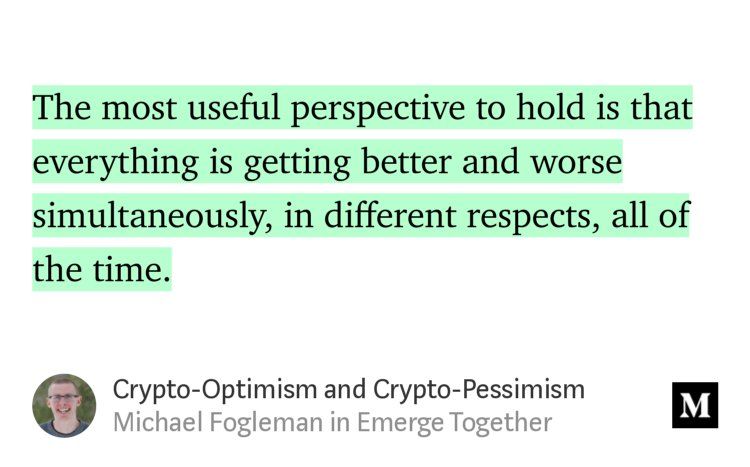 The most useful perspective to hold is that
everything is getting better and worse
simultaneously, in different respects, all of
the time.
Crypto-Optimism and Crypto-Pessimism
Michael Fogleman in Emerge Together
M